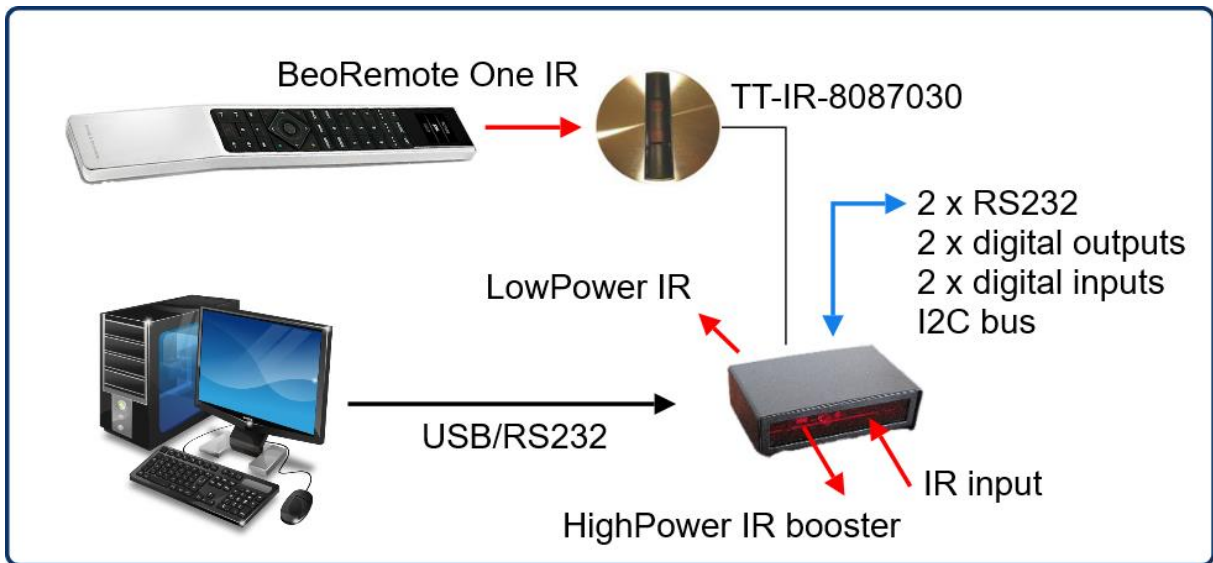 BeoRemote One IR
TT-IR-8087030
2 x RS232
2 x digital outputs
2 x digital inputs
I2C bus
LowPower IR
USB/RS232
IR input
HighPower IR booster